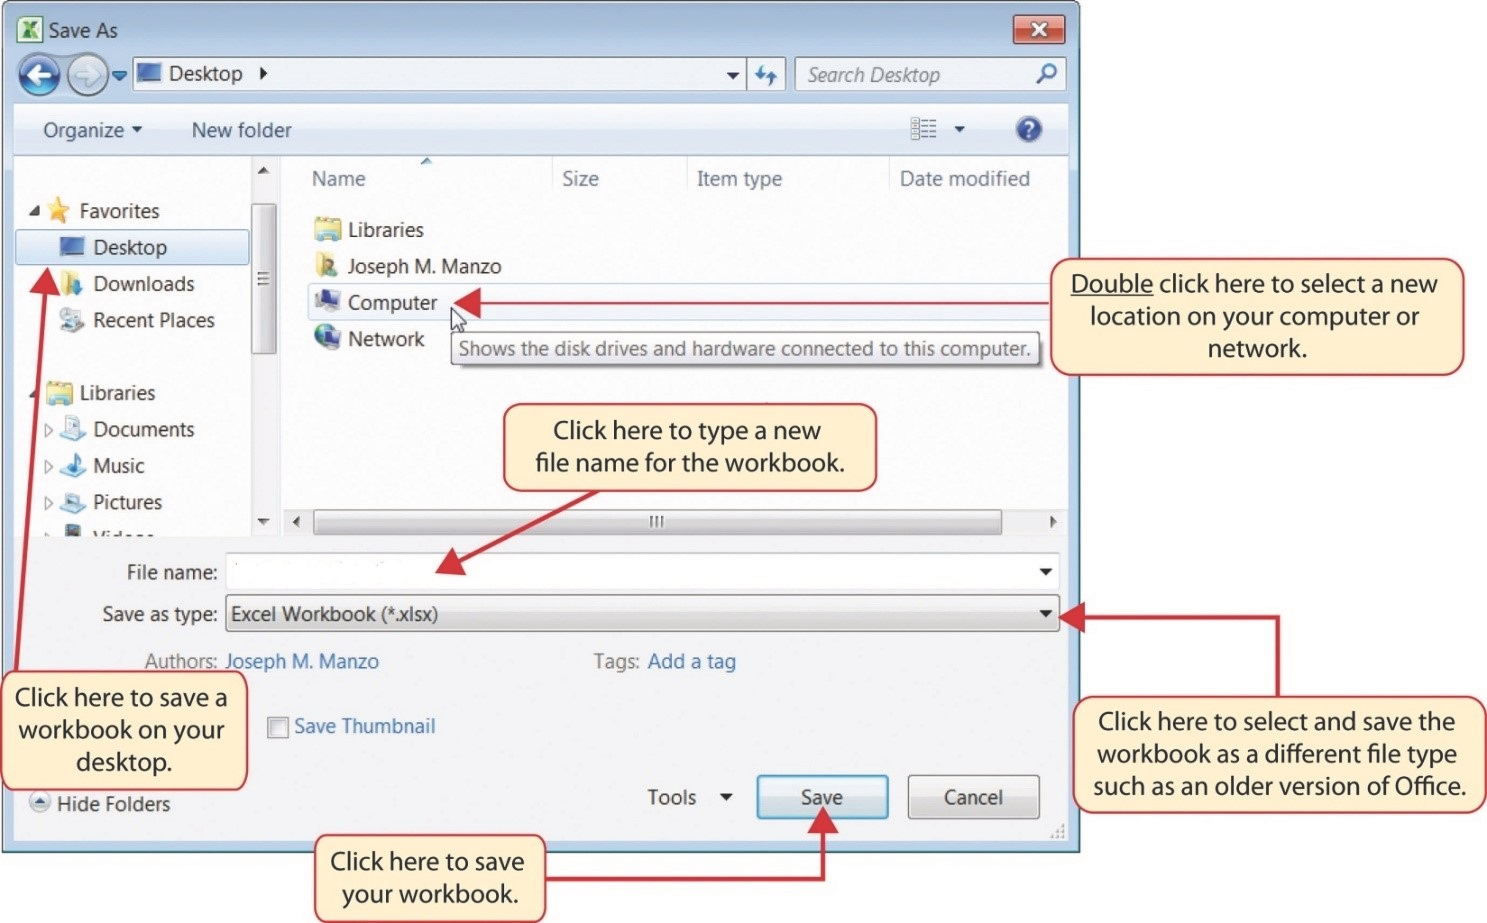 Save As
Desktop
Search Desktop
Organize
New folder
Name
Size
Item type
Date modified
Favorites
Desktop
Downloads
Recent Places
Libraries
Documents
Music
Pictures
Videos
Libraries
Joseph M. Manzo
Computer
Network
Shows the disk drives and hardware connected to this computer.
Double click here to select a new
location on your computer or
network.
Click here to type a new
file name for the workbook.
File name:
Save as type: Excel Workbook (*.xlsx)
Authors: Joseph M. Manzo
Tags: Add a tag
Click here to save a
workbook on your
desktop.
Save Thumbnail
Click here to select and save the
workbook as a different file type
such as an older version of Office.
Hide Folders
Tools
Save
Cancel
Click here to save
your workbook.